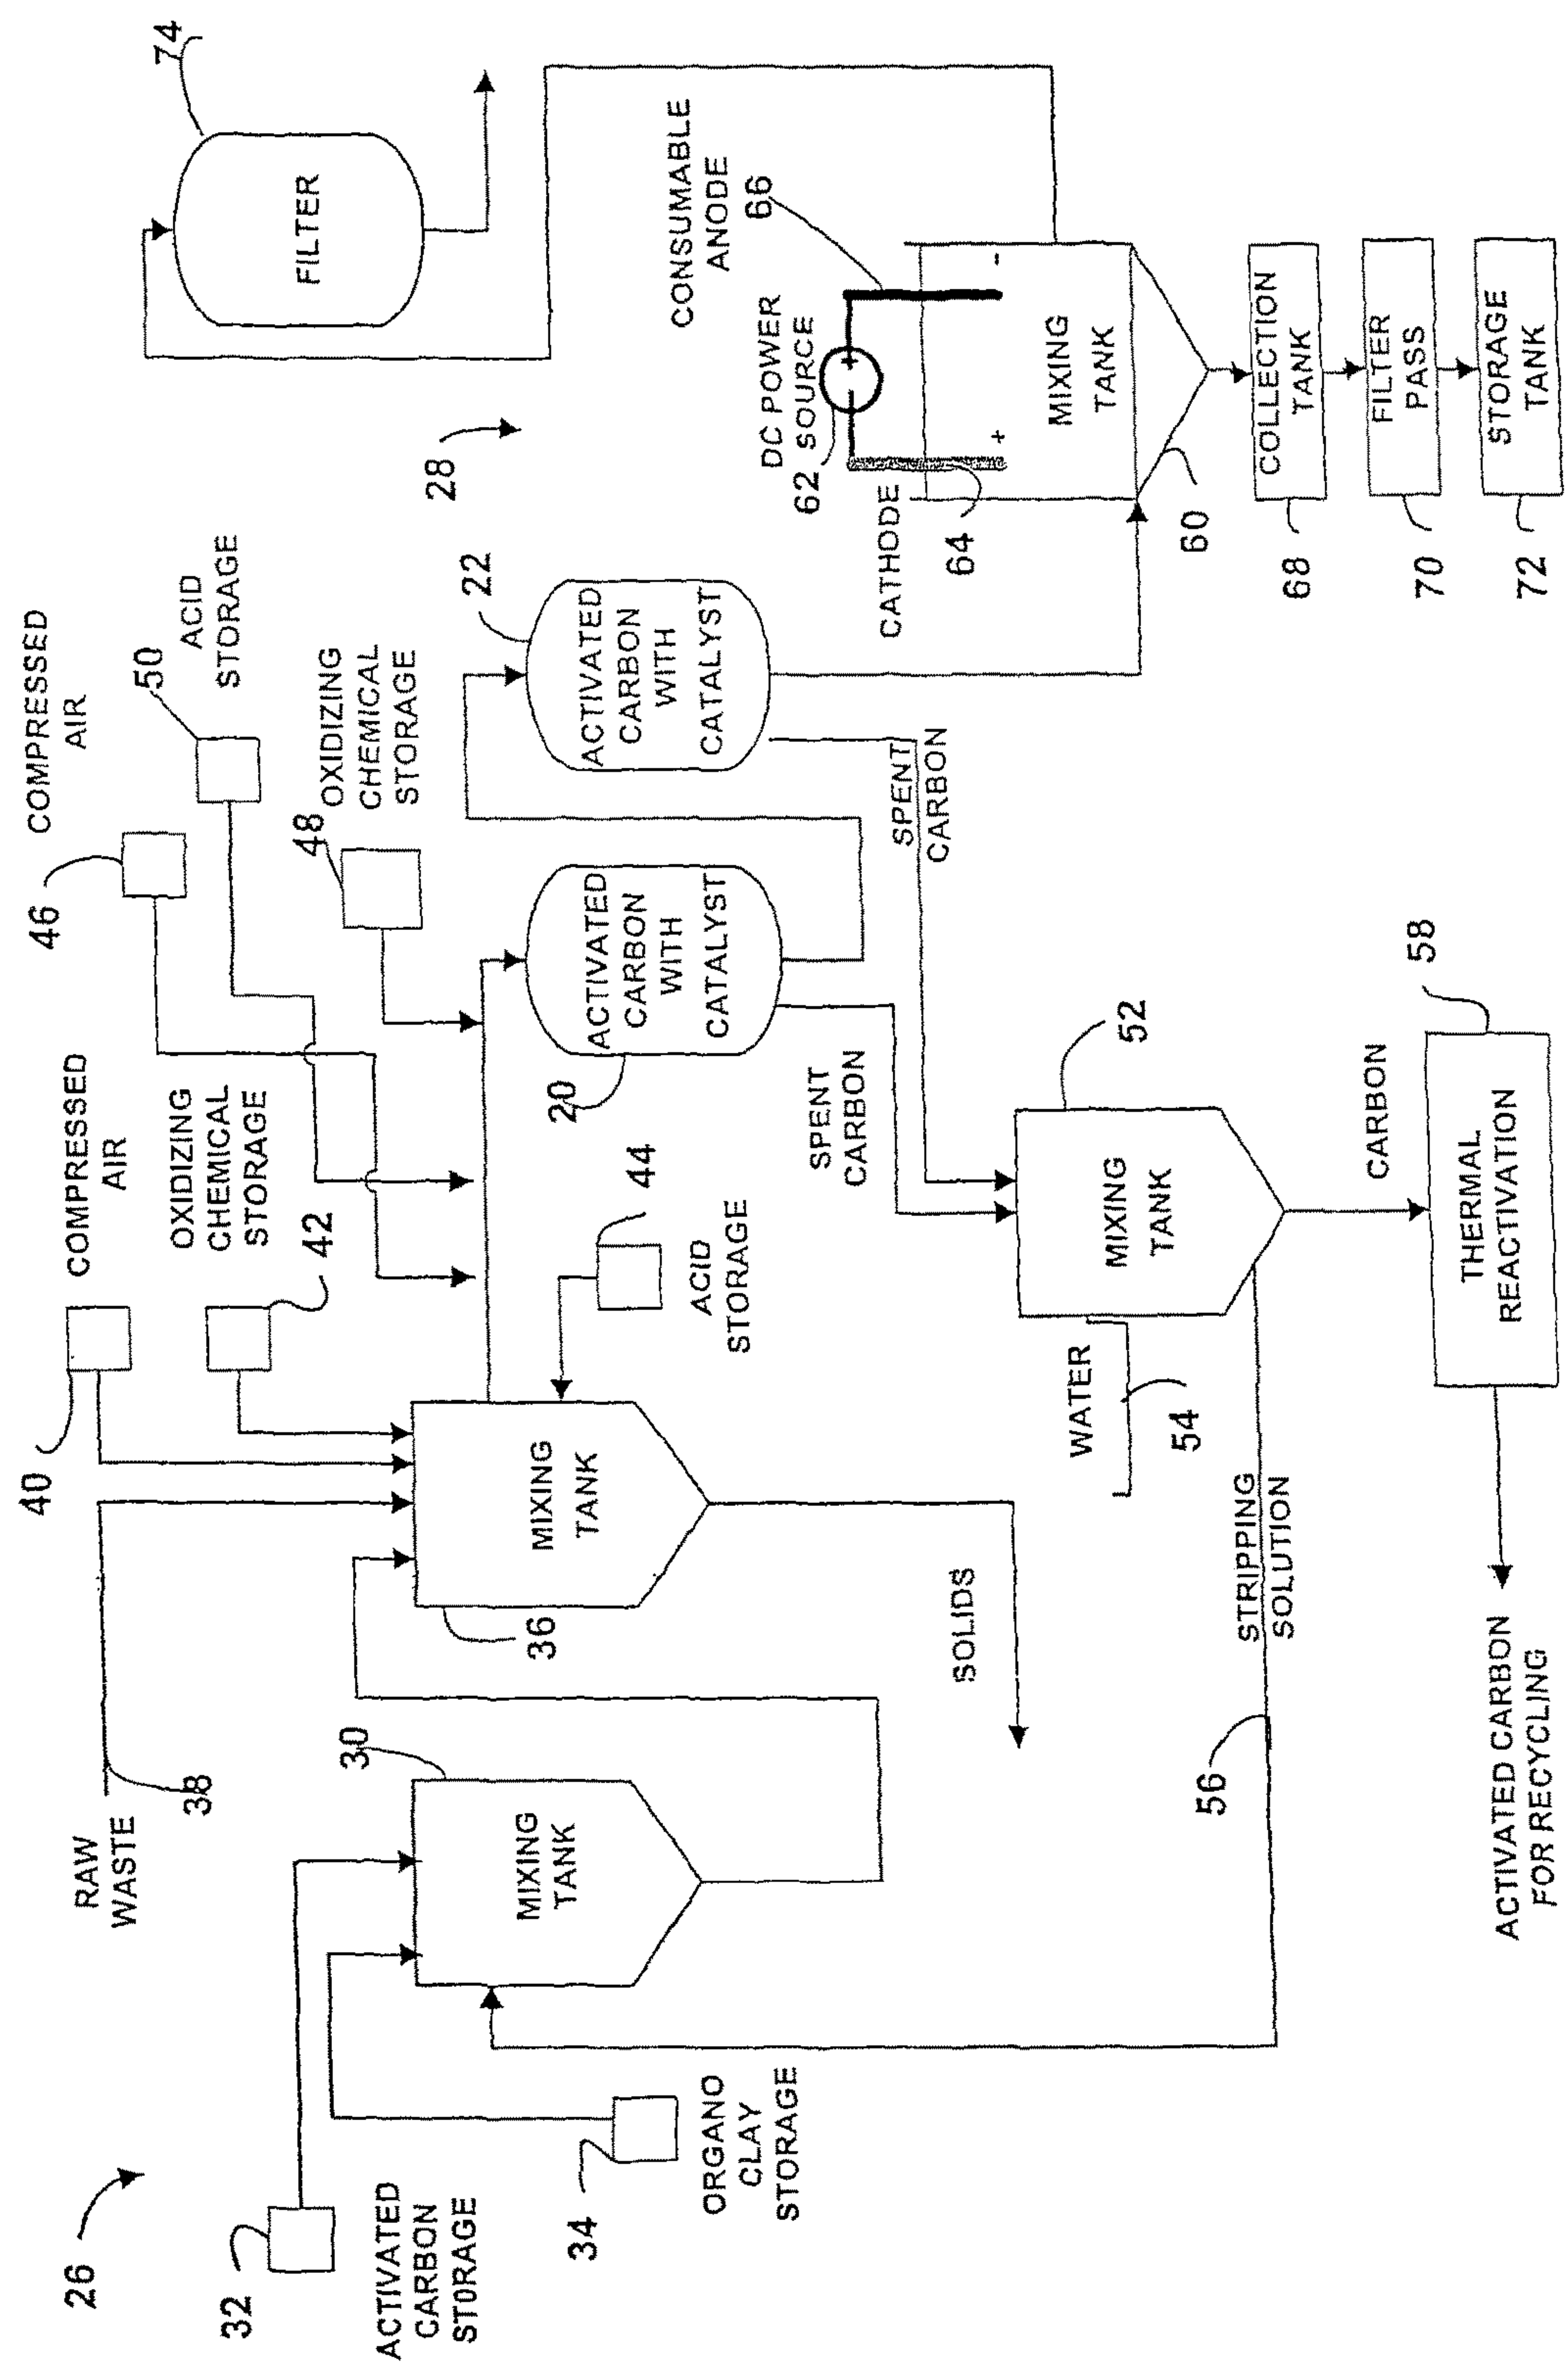 26
32
ACTIVATED
CARBON
STORAGE
34
ORGANO
CLAY
STORAGE
RAW
WASTE
38
30
MIXING
TANK
40
COMPRESSED
AIR
OXIDIZING
CHEMICAL
STORAGE
42
36
MIXING
TANK
44
ACID
STORAGE
SOLIDS
46
COMPRESSED
AIR
50
ACID
STORAGE
48
OXIDIZING
CHEMICAL
STORAGE
20
ACTIVATED
CARBON
WITH
CATALYST
22
ACTIVATED
CARBON
WITH
CATALYST
SPENT
CARBON
SPENT
CARBON
52
MIXING
TANK
WATER
54
STRIPPING
SOLUTION
56
CARBON
58
THERMAL
REACTIVATION
ACTIVATED CARBON
FOR RECYCLING
28
74
FILTER
CONSUMABLE
ANODE
66
DC POWER
SOURCE
62
+
-
CATHODE
64
+
-
MIXING
TANK
60
COLLECTION
TANK
68
FILTER
PASS
70
STORAGE
TANK
72